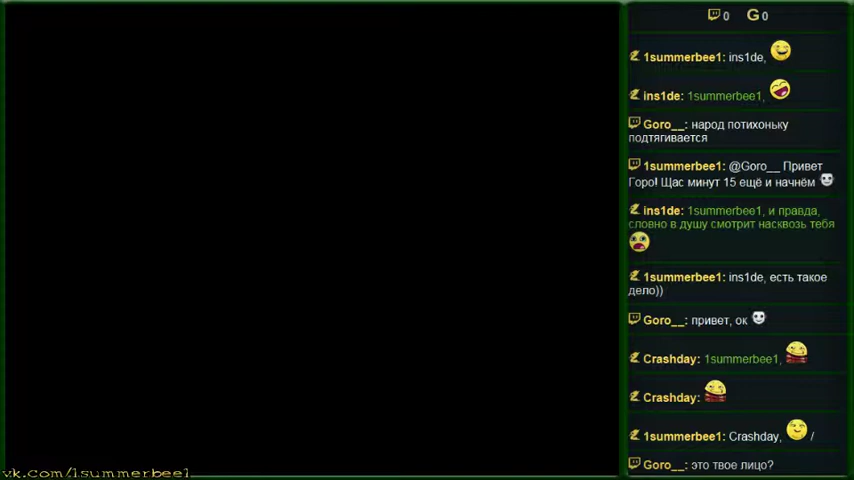 0 G 0
1summerbee1: ins1de,
ins1de: 1summerbee1,
Goro__: народ потихоньку
подтягивается
1summerbee1: @Goro__ Привет
Горо! Щас минут 15 ещё и начнём
ins1de: 1summerbee1, и правда,
словно в душу смотрит насквозь тебя
1summerbee1: ins1de, есть такое
дело))
Goro__: привет, ок
Crashday: 1summerbee1,
Crashday:
1summerbee1: Crashday, /
Goro__: это твое лицо?
vk.com/1summerbee1